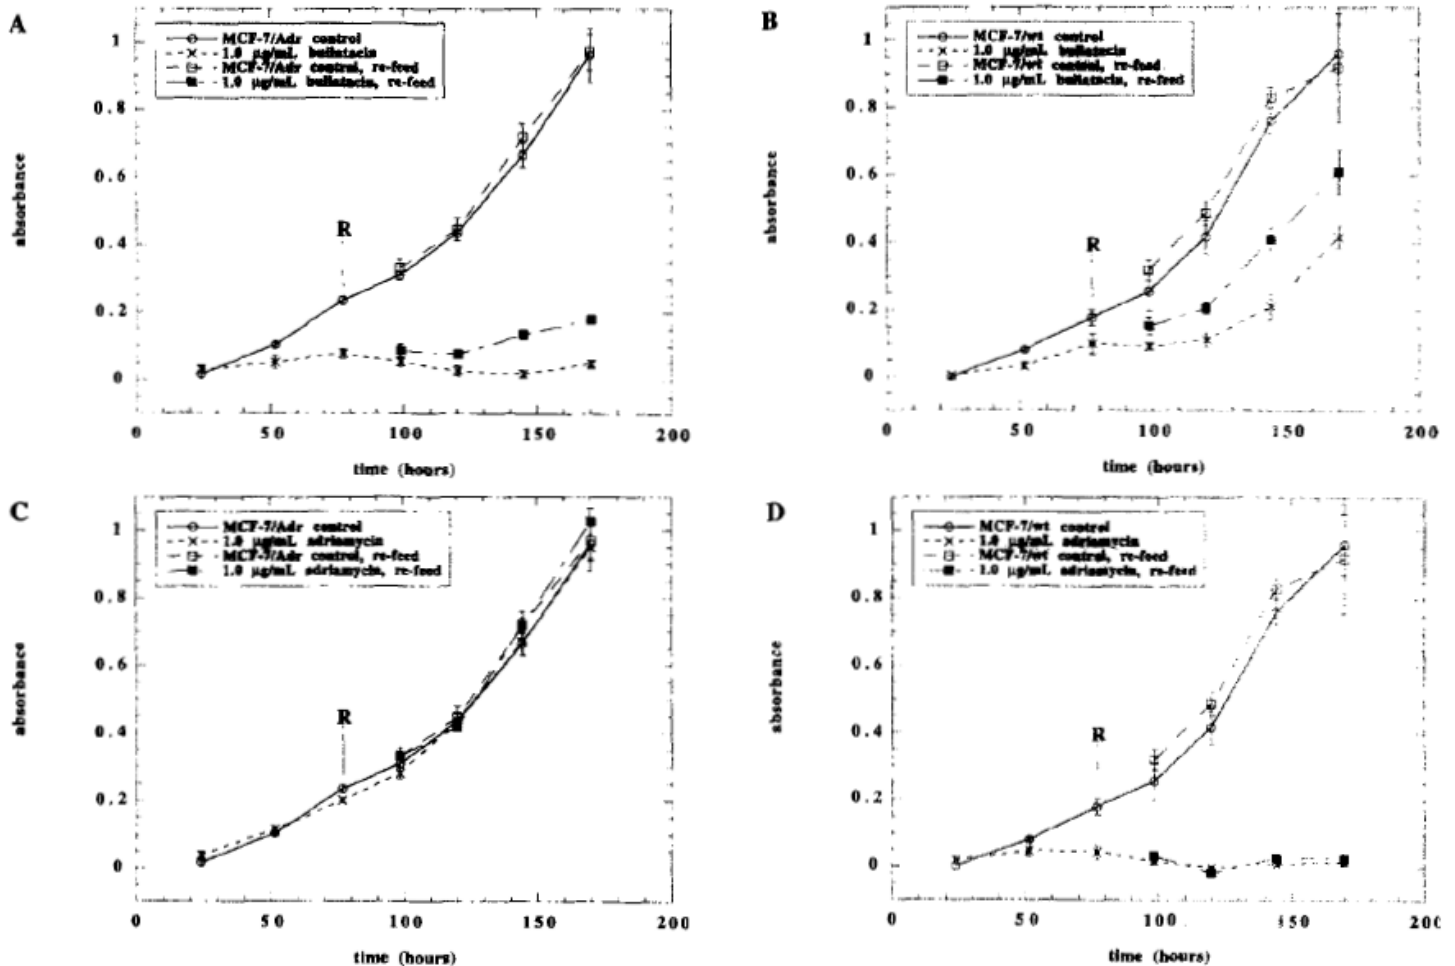 A
MCF-7/Adr control
1.0 µg/mL bullatacin
MCF-7/Adr control, re-feed
1.0 µg/mL bullatacin, re-feed
1
0.8
0.6
0.4
0.2
0
absorbance
R
0 50 100 150 200
time (hours)
B
MCF-7/wt control
1.0 µg/mL bullatacin
MCF-7/wt control, re-feed
1.0 µg/mL bullatacin, re-feed
1
0.8
0.6
0.4
0.2
0
absorbance
R
0 50 100 150 200
time (hours)
C
MCF-7/Adr control
1.0 µg/mL adriamycin
MCF-7/Adr control, re-feed
1.0 µg/mL adriamycin, re-feed
1
0.8
0.6
0.4
0.2
0
absorbance
R
0 50 100 150 200
time (hours)
D
MCF-7/wt control
1.0 µg/mL adriamycin
MCF-7/wt control, re-feed
1.0 µg/mL adriamycin, re-feed
1
0.8
0.6
0.4
0.2
0
absorbance
R
0 50 100 150 200
time (hours)